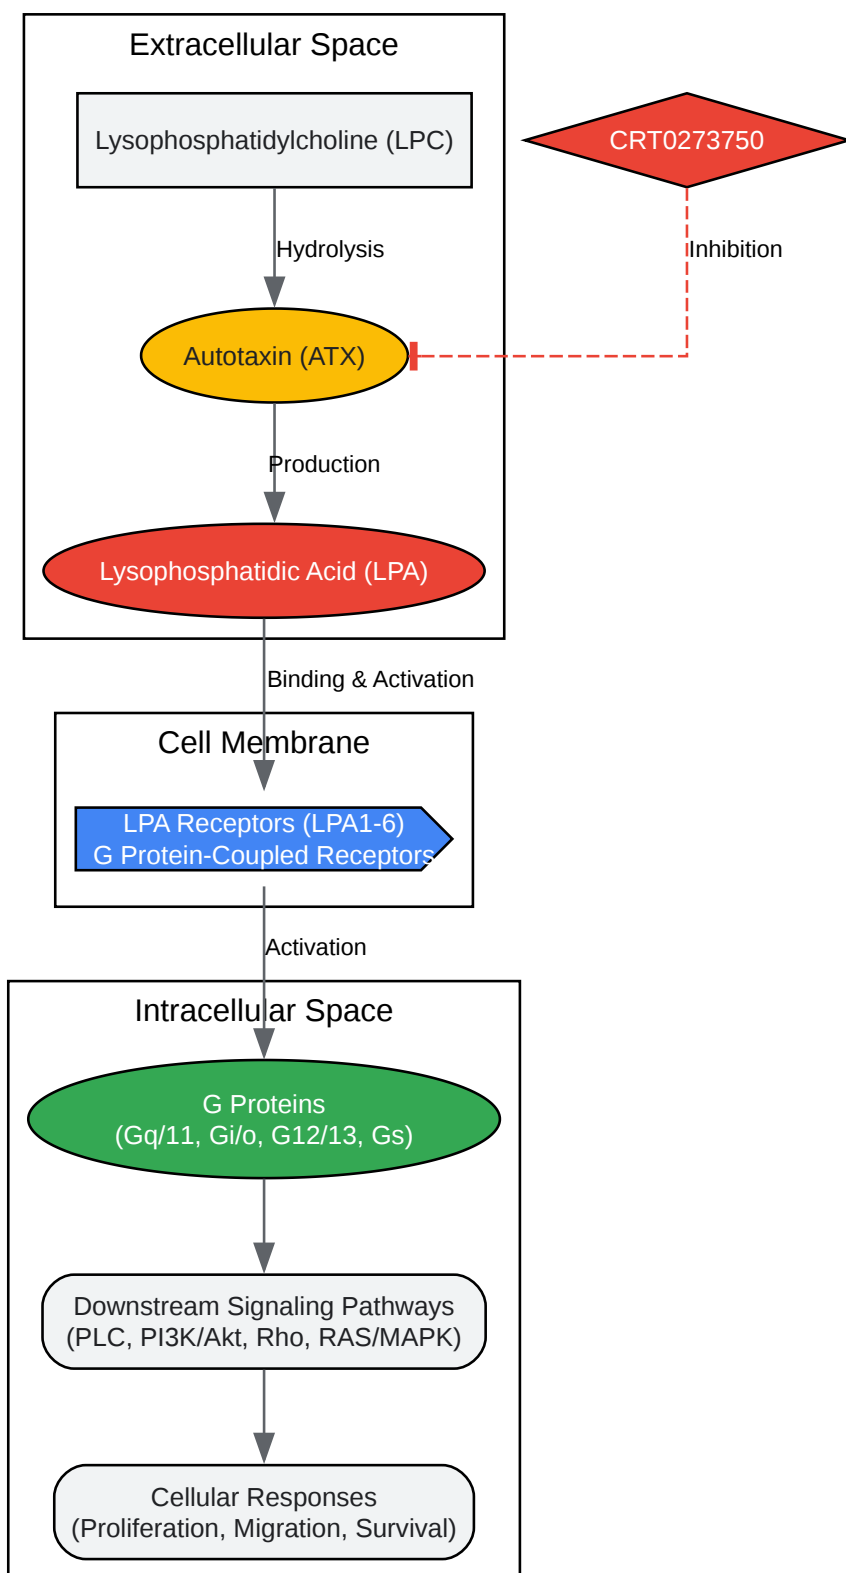 Extracellular Space
Lysophosphatidylcholine (LPC)
CRT0273750
Hydrolysis
Inhibition
Autotaxin (ATX)
Production
Lysophosphatidic Acid (LPA)
Binding & Activation
Cell Membrane
LPA Receptors (LPA1-6)
G Protein-Coupled Receptors
Activation
Intracellular Space
G Proteins
(Gq/11, Gi/o, G12/13, Gs)
Downstream Signaling Pathways
(PLC, PI3K/Akt, Rho, RAS/MAPK)
Cellular Responses
(Proliferation, Migration, Survival)